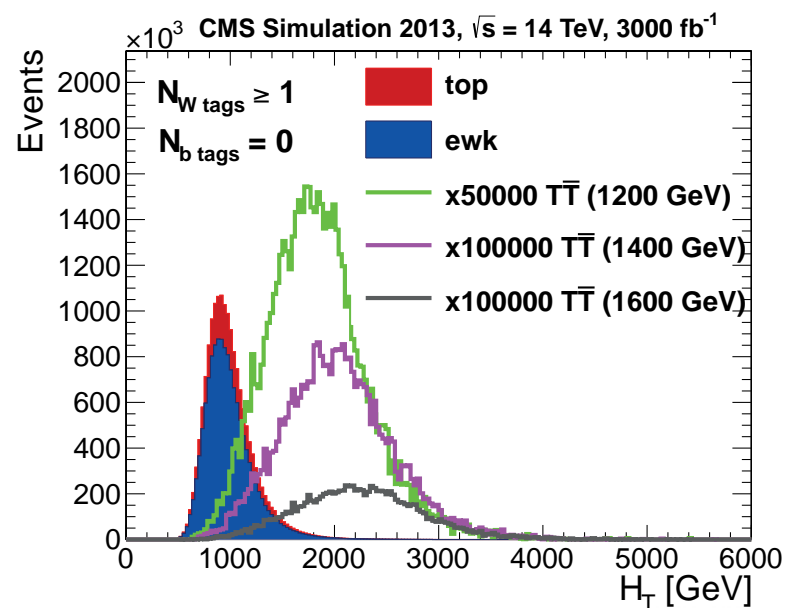 CMS Simulation 2013, √s = 14 TeV, 3000 fb⁻¹
×10³
Events
N_W tags ≥ 1
N_b tags = 0
top
ewk
x50000 TT̅ (1200 GeV)
x100000 TT̅ (1400 GeV)
x100000 TT̅ (1600 GeV)
2000
1800
1600
1400
1200
1000
800
600
400
200
0
0 1000 2000 3000 4000 5000 6000
H_T [GeV]